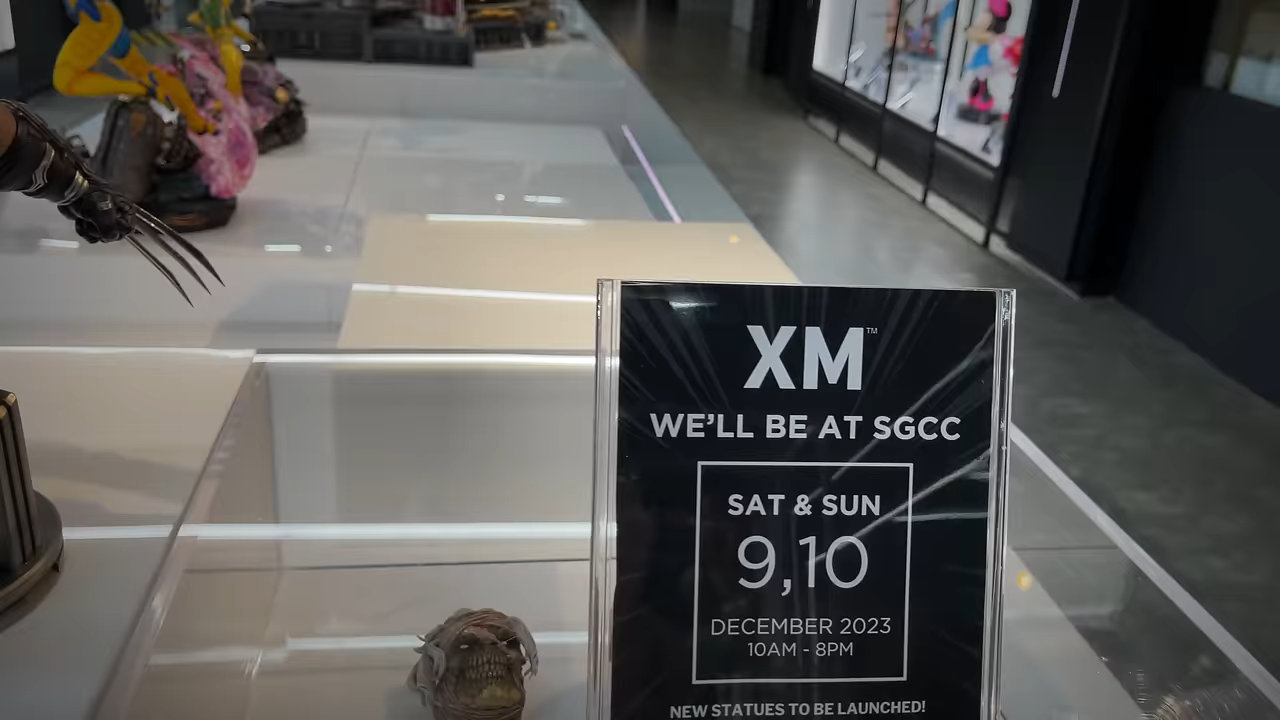 XM™
WE'LL BE AT SGCC
SAT & SUN
9,10
DECEMBER 2023
10AM - 8PM
NEW STATUES TO BE LAUNCHED!